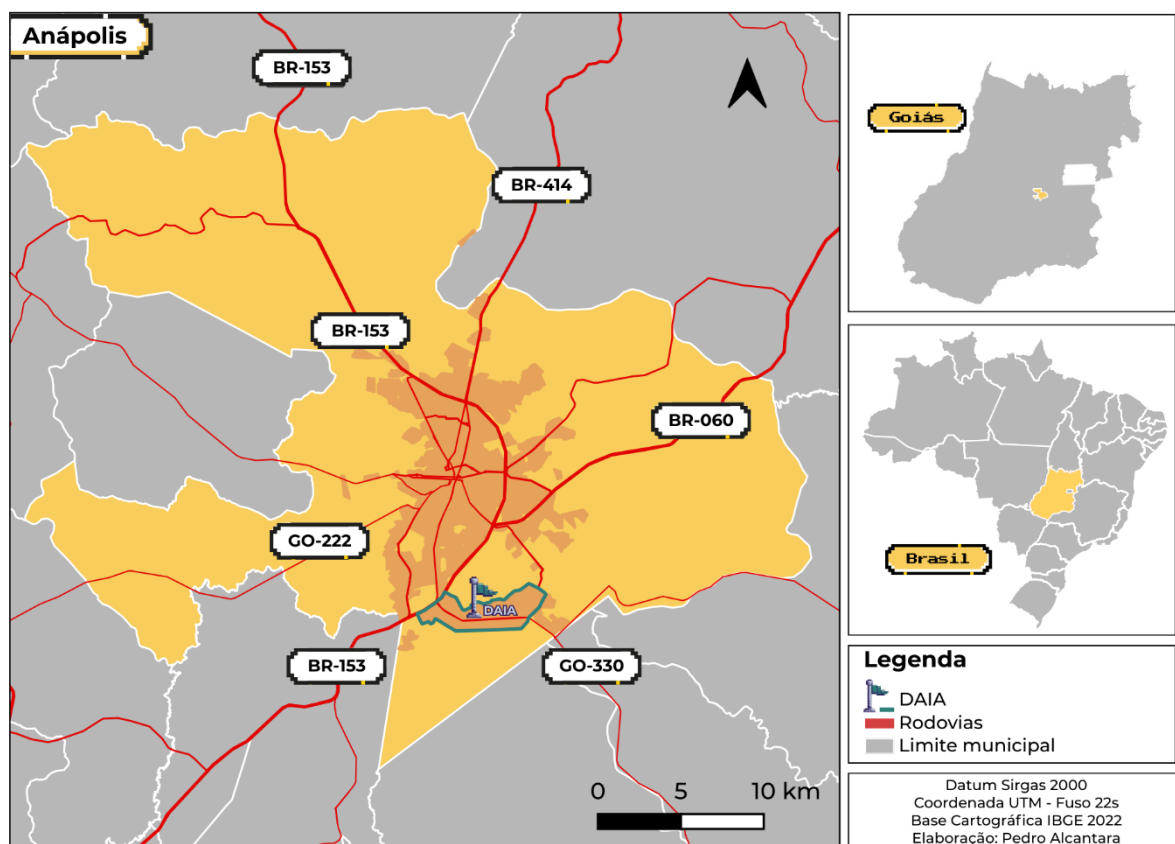 Anápolis
BR-153
BR-414
BR-153
BR-060
GO-222
DAIA
BR-153
GO-330
0 5 10 km
Goiás
Brasil
Legenda
DAIA
Rodovias
Limite municipal
Datum Sirgas 2000
Coordenada UTM - Fuso 22s
Base Cartográfica IBGE 2022
Elaboração: Pedro Alcantara